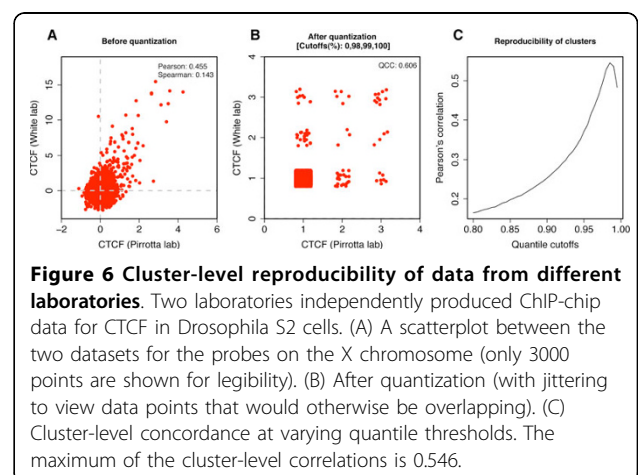 A
Before quantization
Pearson: 0.455
Spearman: 0.143
CTCF (White lab)
15
10
5
0
−2 0 2 4 6
CTCF (Pirrotta lab)
B
After quantization
[Cutoffs(%): 0,98,99,100]
QCC: 0.606
CTCF (White lab)
4
3
2
1
0
0 1 2 3 4
CTCF (Pirrotta lab)
C
Reproducibility of clusters
Pearson's correlation
0.5
0.4
0.3
0.2
0.80 0.85 0.90 0.95 1.00
Quantile cutoffs
Figure 6 Cluster-level reproducibility of data from different
laboratories. Two laboratories independently produced ChIP-chip
data for CTCF in Drosophila S2 cells. (A) A scatterplot between the
two datasets for the probes on the X chromosome (only 3000
points are shown for legibility). (B) After quantization (with jittering
to view data points that would otherwise be overlapping). (C)
Cluster-level concordance at varying quantile thresholds. The
maximum of the cluster-level correlations is 0.546.